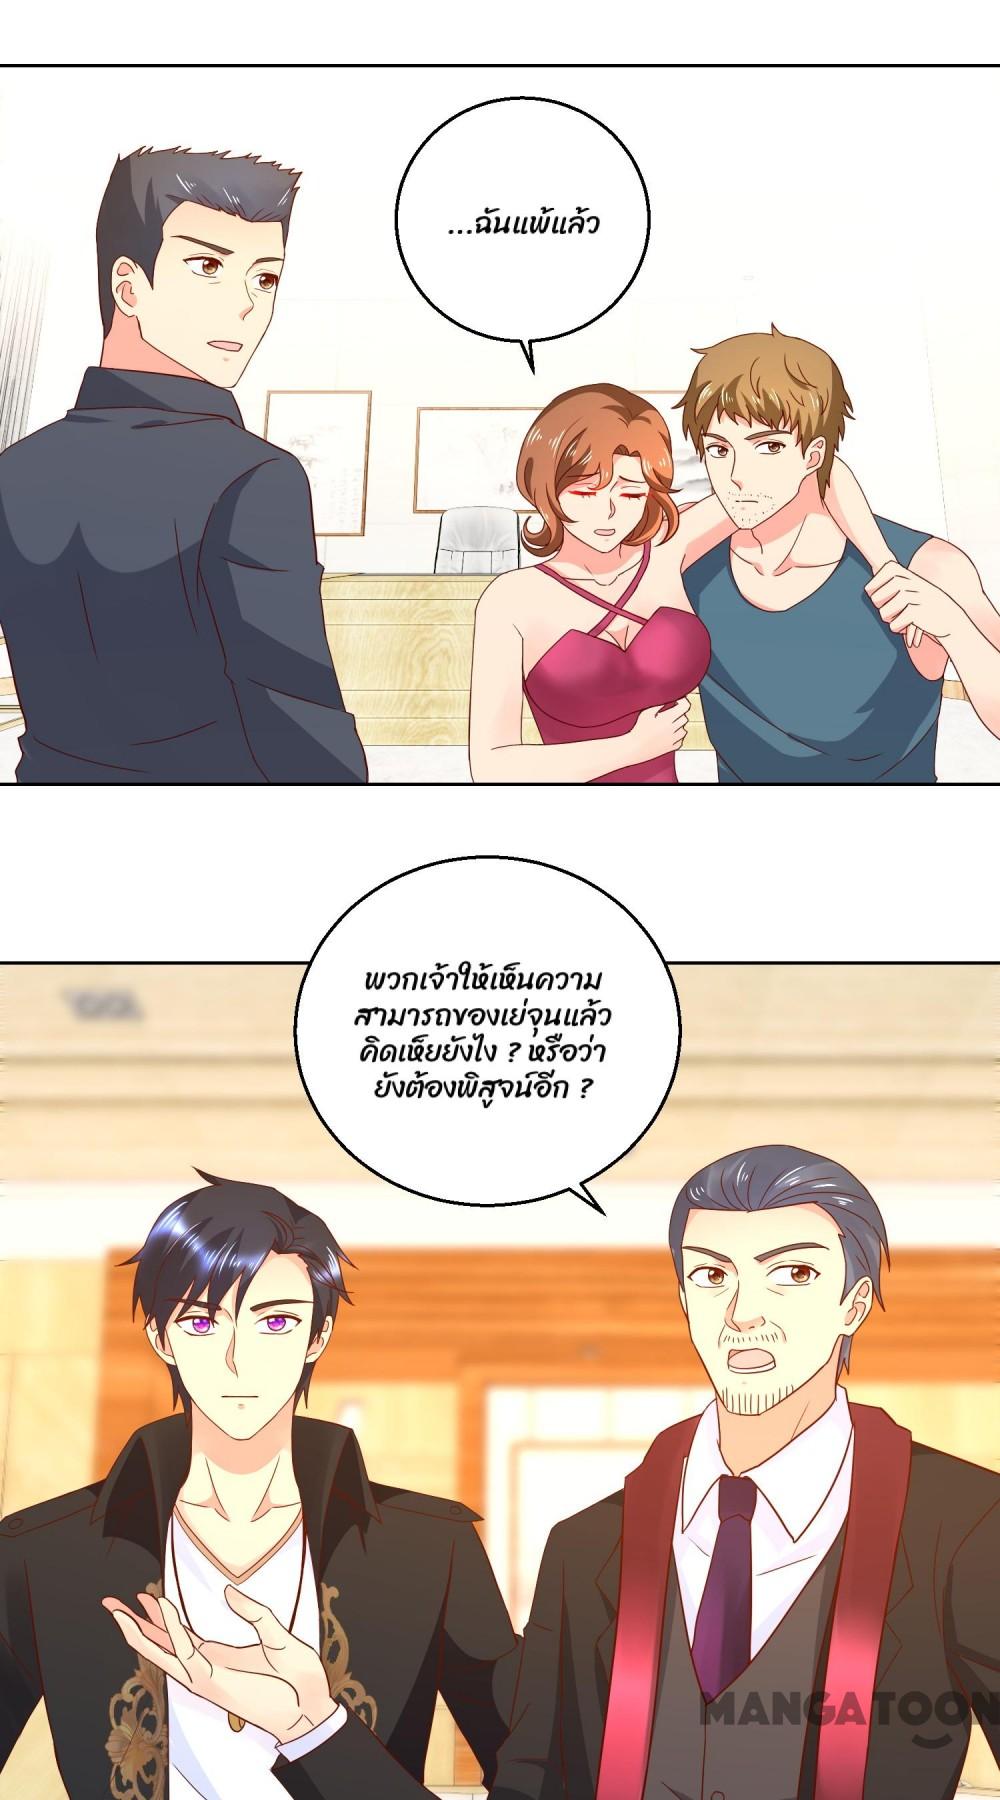 ...ฉันแพ้แล้ว
พวกเจ้าให้เห็นความ
สามารถของเย่จุนแล้ว
คิดเห็ยยังไง ? หรือว่า
ยังต้องพิสูจน์อีก ?
MANGATOON